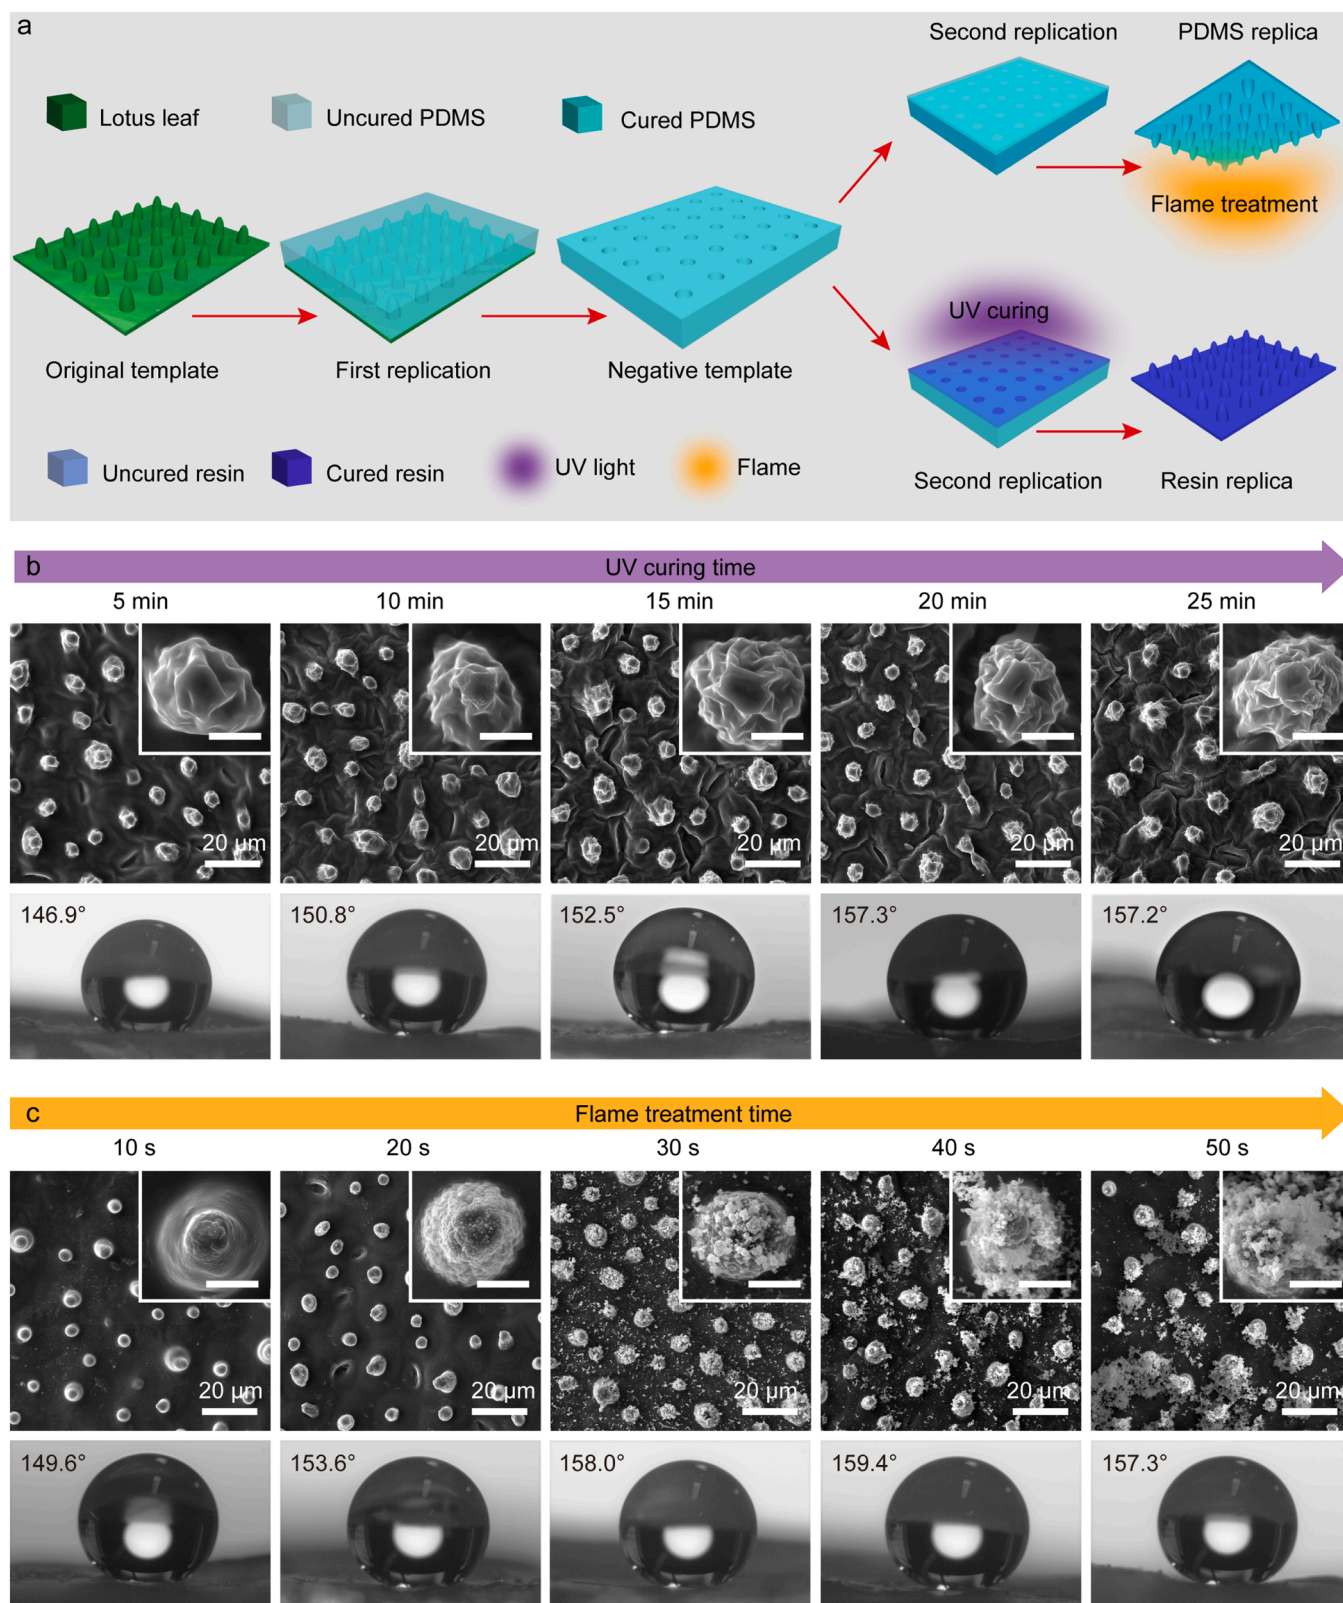 a
Second replication
PDMS replica
Lotus leaf
Uncured PDMS
Cured PDMS
Flame treatment
UV curing
Original template
First replication
Negative template
Uncured resin
Cured resin
UV light
Flame
Second replication
Resin replica
b
UV curing time
5 min
10 min
15 min
20 min
25 min
20 µm
20 µm
20 µm
20 µm
20 µm
146.9°
150.8°
152.5°
157.3°
157.2°
c
Flame treatment time
10 s
20 s
30 s
40 s
50 s
20 µm
20 µm
20 µm
20 µm
20 µm
149.6°
153.6°
158.0°
159.4°
157.3°